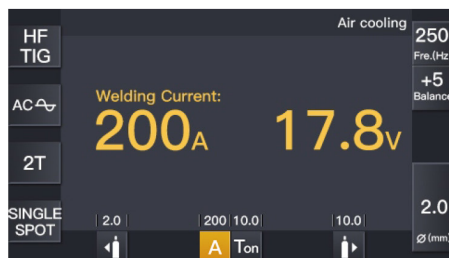 Air cooling
HF
TIG
250
Fre.(Hz
+5
Balance
AC
Welding Current:
200A 17.8V
2T
SINGLE
SPOT
2.0
200 10.0
10.0
2.0
A Ton
Ø (mm)